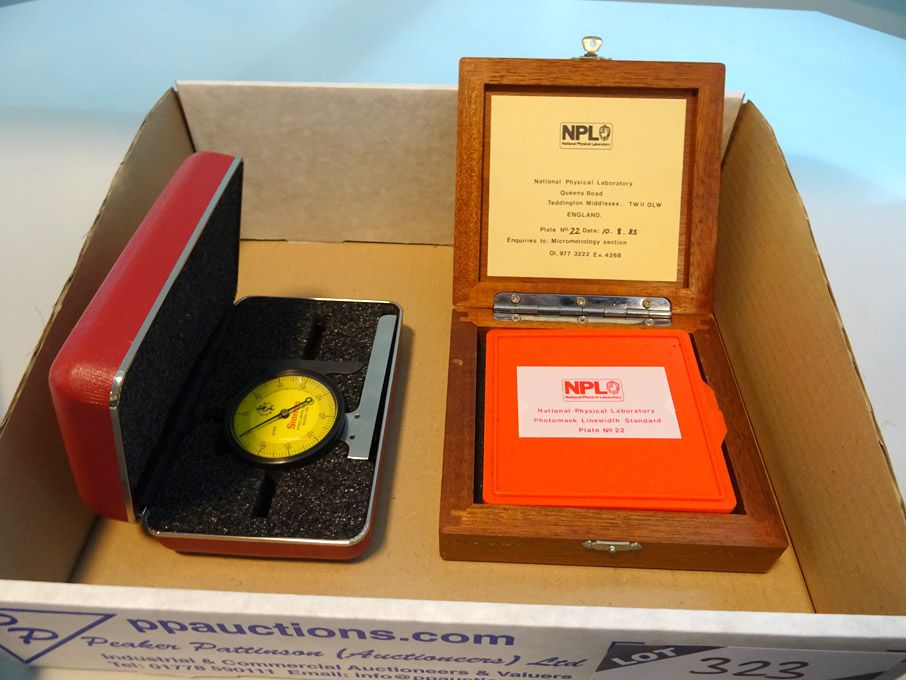 NPL
National Physical Laboratory
National Physical Laboratory
Queens Road
Teddington Middlesex, TW11 OLW
ENGLAND.
Plate Nº 22 Date: 10.8.83
Enquiries to: Micrometrology section
01.977 3222 Ex.4268
NPL
National Physical Laboratory
National Physical Laboratory
Photomask Linewidth Standard
Plate Nº 22
Starrett
PP
ppauctions.com
Peaker Pattinson (Auctioneers) Ltd
Industrial & Commercial Auctioneers & Valuers
LOT 323